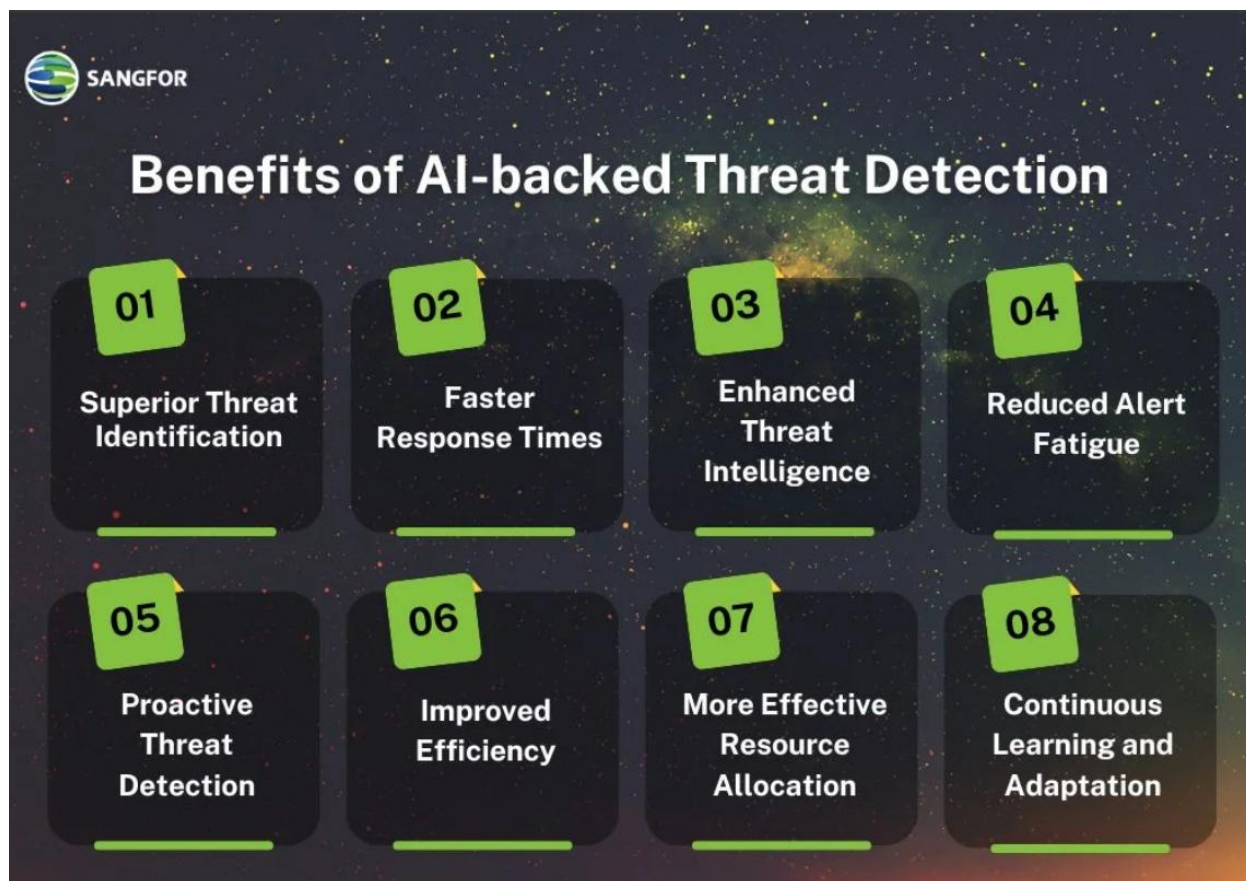 SANGFOR
Benefits of AI-backed Threat Detection
01
Superior Threat
Identification
02
Faster
Response Times
03
Enhanced
Threat
Intelligence
04
Reduced Alert
Fatigue
05
Proactive
Threat
Detection
06
Improved
Efficiency
07
More Effective
Resource
Allocation
08
Continuous
Learning and
Adaptation